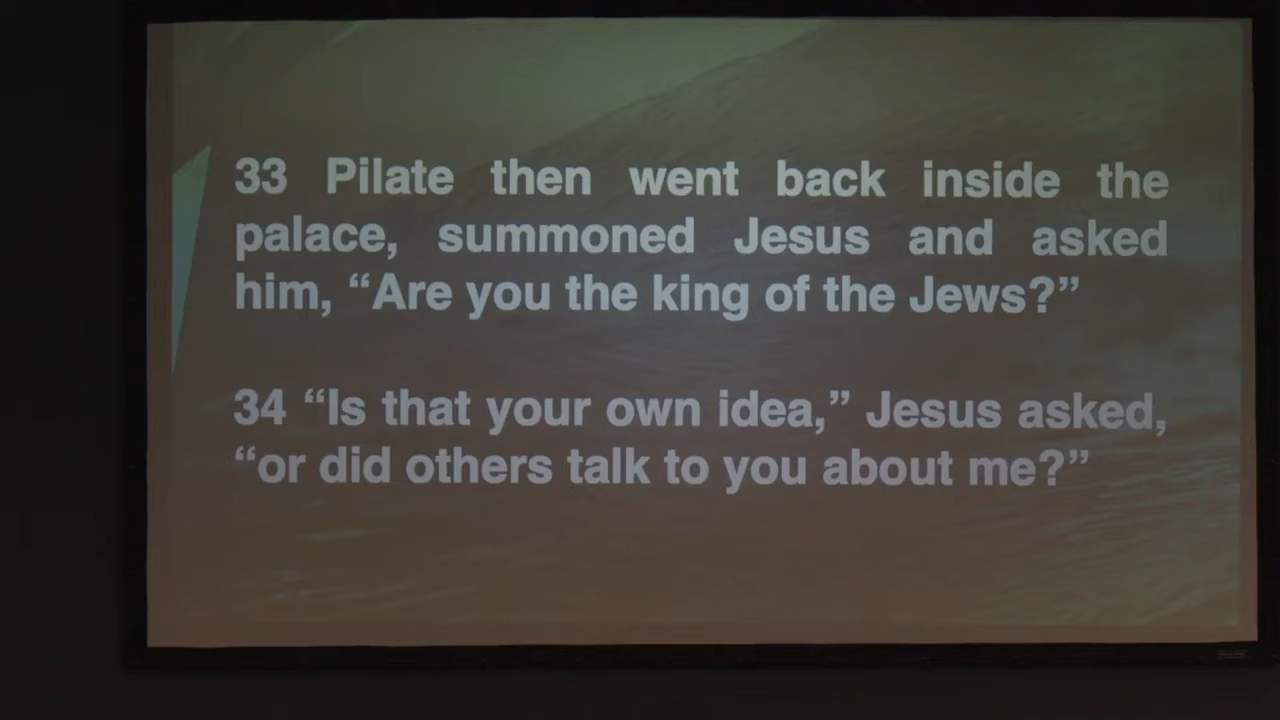 33 Pilate then went back inside the
palace, summoned Jesus and asked
him, “Are you the king of the Jews?”
34 “Is that your own idea,” Jesus asked,
“or did others talk to you about me?”